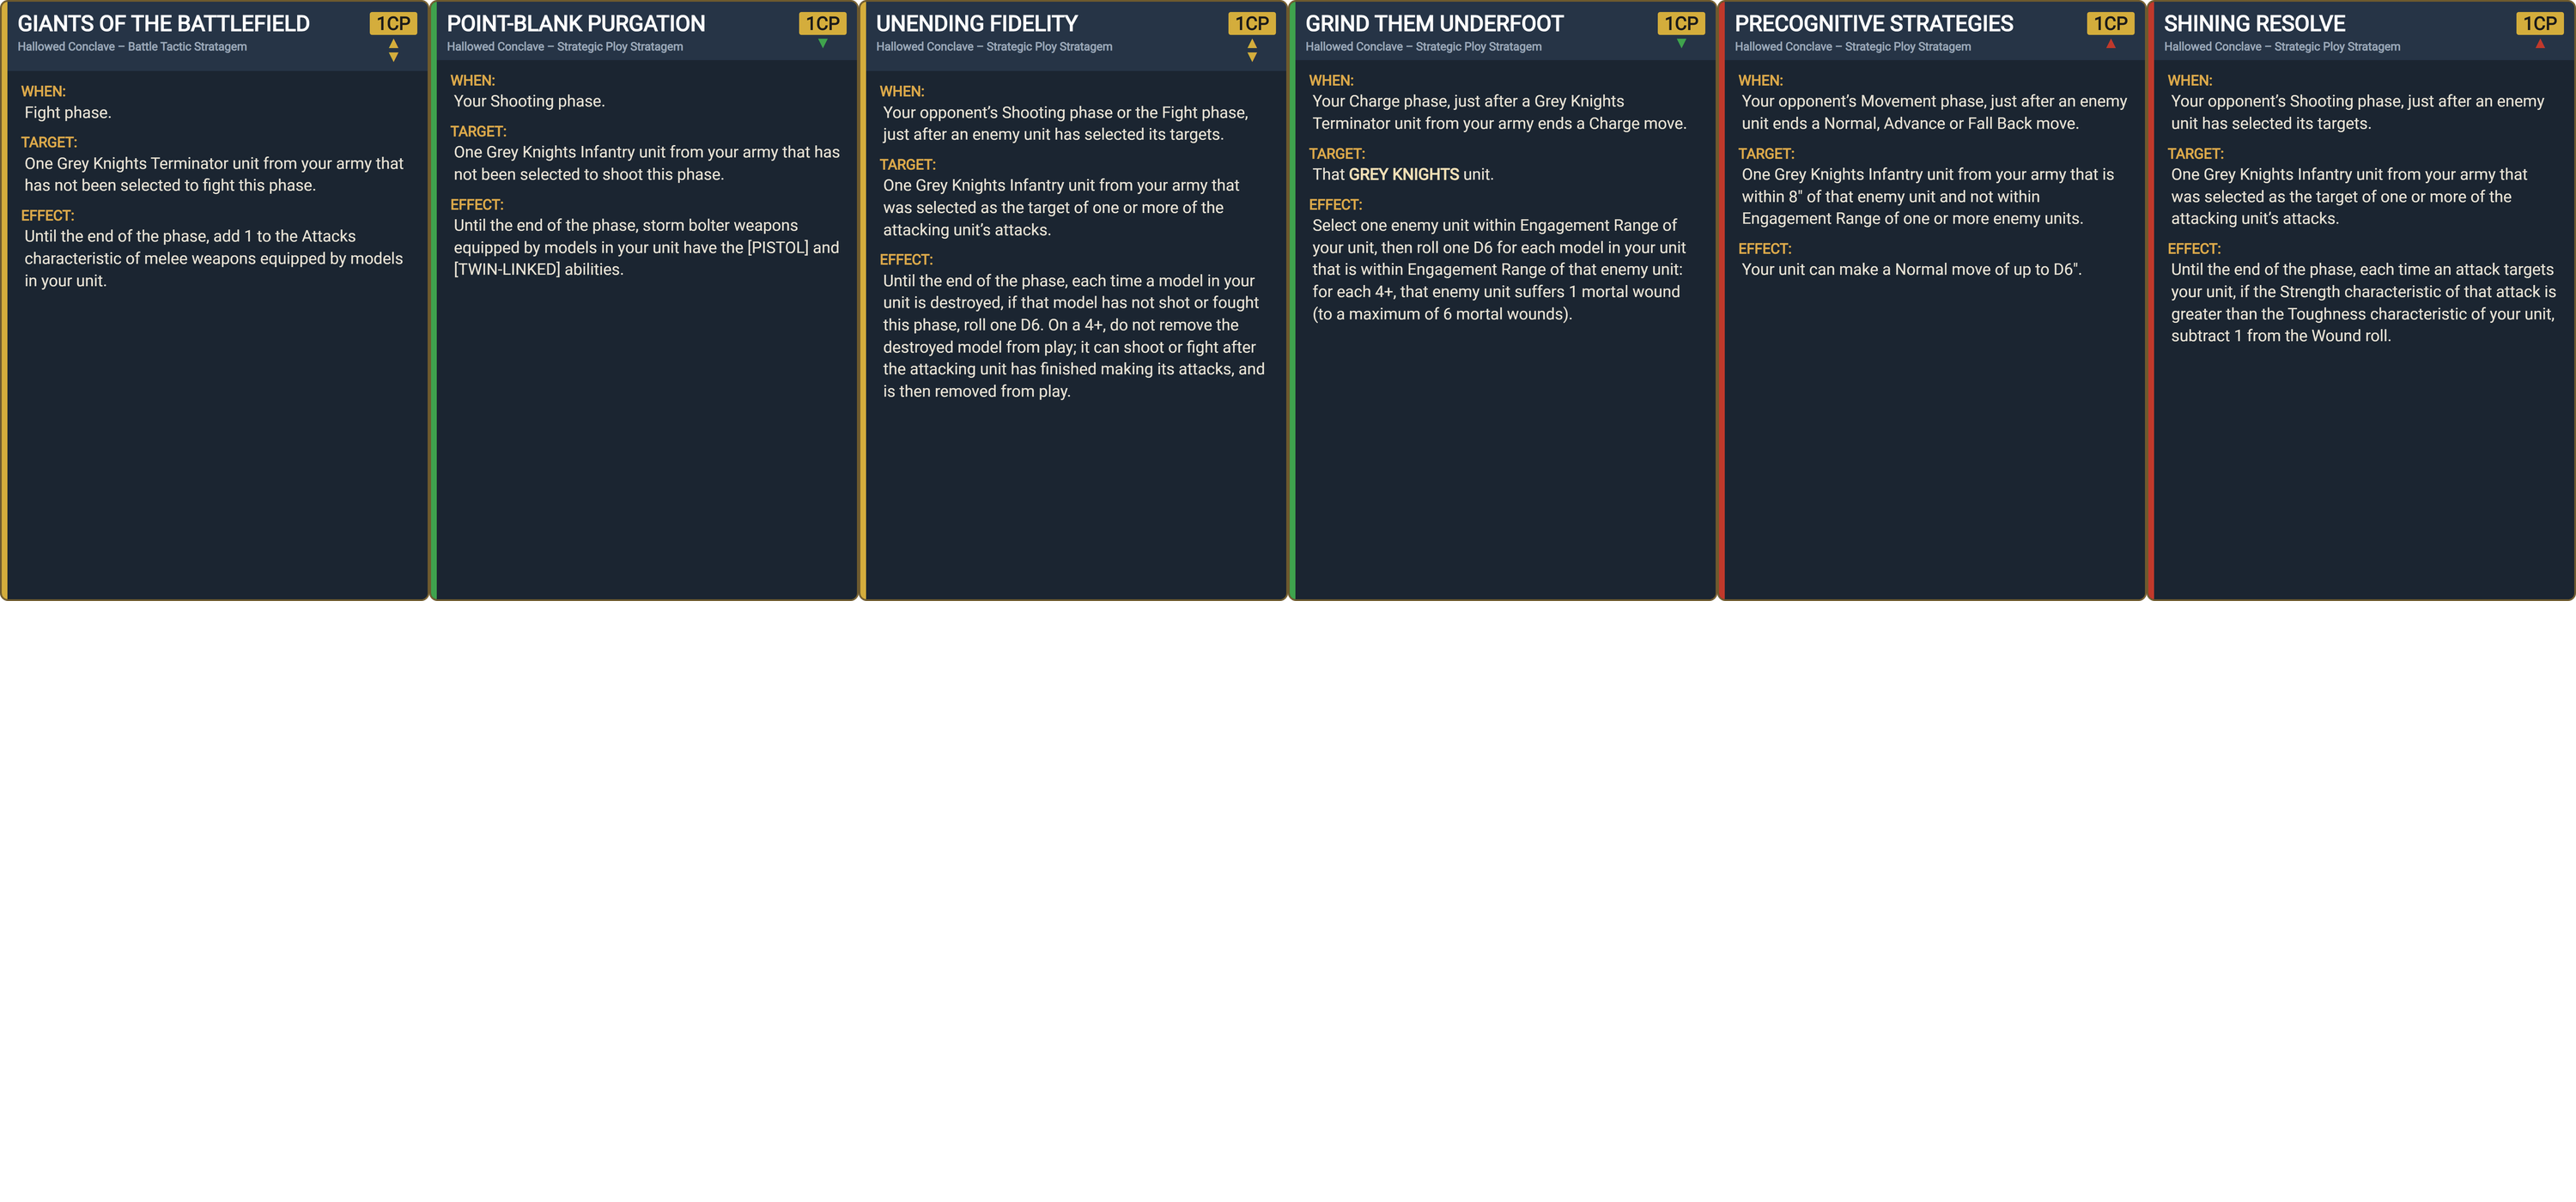 GIANTS OF THE BATTLEFIELD
1CP
Hallowed Conclave – Battle Tactic Stratagem
WHEN:
Fight phase.
TARGET:
One Grey Knights Terminator unit from your army that
has not been selected to fight this phase.
EFFECT:
Until the end of the phase, add 1 to the Attacks
characteristic of melee weapons equipped by models
in your unit.
POINT-BLANK PURGATION
1CP
Hallowed Conclave – Strategic Ploy Stratagem
WHEN:
Your Shooting phase.
TARGET:
One Grey Knights Infantry unit from your army that has
not been selected to shoot this phase.
EFFECT:
Until the end of the phase, storm bolter weapons
equipped by models in your unit have the [PISTOL] and
[TWIN-LINKED] abilities.
UNENDING FIDELITY
1CP
Hallowed Conclave – Strategic Ploy Stratagem
WHEN:
Your opponent’s Shooting phase or the Fight phase,
just after an enemy unit has selected its targets.
TARGET:
One Grey Knights Infantry unit from your army that
was selected as the target of one or more of the
attacking unit’s attacks.
EFFECT:
Until the end of the phase, each time a model in your
unit is destroyed, if that model has not shot or fought
this phase, roll one D6. On a 4+, do not remove the
destroyed model from play; it can shoot or fight after
the attacking unit has finished making its attacks, and
is then removed from play.
GRIND THEM UNDERFOOT
1CP
Hallowed Conclave – Strategic Ploy Stratagem
WHEN:
Your Charge phase, just after a Grey Knights
Terminator unit from your army ends a Charge move.
TARGET:
That GREY KNIGHTS unit.
EFFECT:
Select one enemy unit within Engagement Range of
your unit, then roll one D6 for each model in your unit
that is within Engagement Range of that enemy unit:
for each 4+, that enemy unit suffers 1 mortal wound
(to a maximum of 6 mortal wounds).
PRECOGNITIVE STRATEGIES
1CP
Hallowed Conclave – Strategic Ploy Stratagem
WHEN:
Your opponent’s Movement phase, just after an enemy
unit ends a Normal, Advance or Fall Back move.
TARGET:
One Grey Knights Infantry unit from your army that is
within 8" of that enemy unit and not within
Engagement Range of one or more enemy units.
EFFECT:
Your unit can make a Normal move of up to D6".
SHINING RESOLVE
1CP
Hallowed Conclave – Strategic Ploy Stratagem
WHEN:
Your opponent’s Shooting phase, just after an enemy
unit has selected its targets.
TARGET:
One Grey Knights Infantry unit from your army that
was selected as the target of one or more of the
attacking unit’s attacks.
EFFECT:
Until the end of the phase, each time an attack targets
your unit, if the Strength characteristic of that attack is
greater than the Toughness characteristic of your unit,
subtract 1 from the Wound roll.